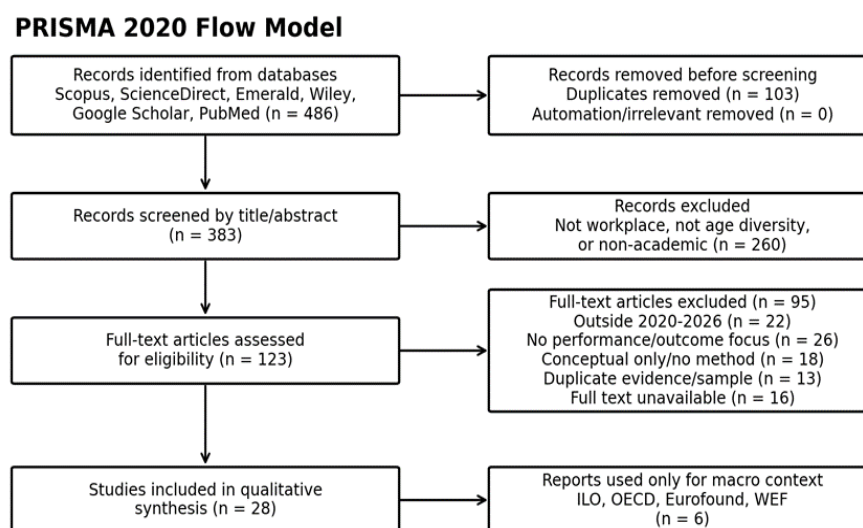 PRISMA 2020 Flow Model
Records identified from databases
Scopus, ScienceDirect, Emerald, Wiley,
Google Scholar, PubMed (n = 486)
Records removed before screening
Duplicates removed (n = 103)
Automation/irrelevant removed (n = 0)
Records screened by title/abstract
(n = 383)
Records excluded
Not workplace, not age diversity,
or non-academic (n = 260)
Full-text articles assessed
for eligibility (n = 123)
Full-text articles excluded (n = 95)
Outside 2020-2026 (n = 22)
No performance/outcome focus (n = 26)
Conceptual only/no method (n = 18)
Duplicate evidence/sample (n = 13)
Full text unavailable (n = 16)
Studies included in qualitative
synthesis (n = 28)
Reports used only for macro context
ILO, OECD, Eurofound, WEF
(n = 6)